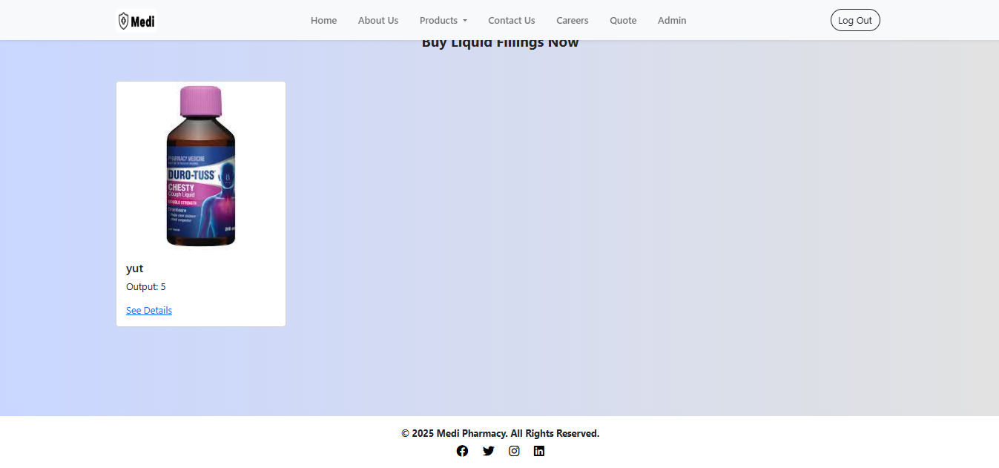 Medi
Home
About Us
Products
Contact Us
Careers
Quote
Admin
Log Out
Buy Liquid Fillings Now
PHARMACY MEDICINE
DURO-TUSS
CHESTY
Cough Liquid
DOUBLE STRENGTH
yut
Output: 5
See Details
© 2025 Medi Pharmacy. All Rights Reserved.